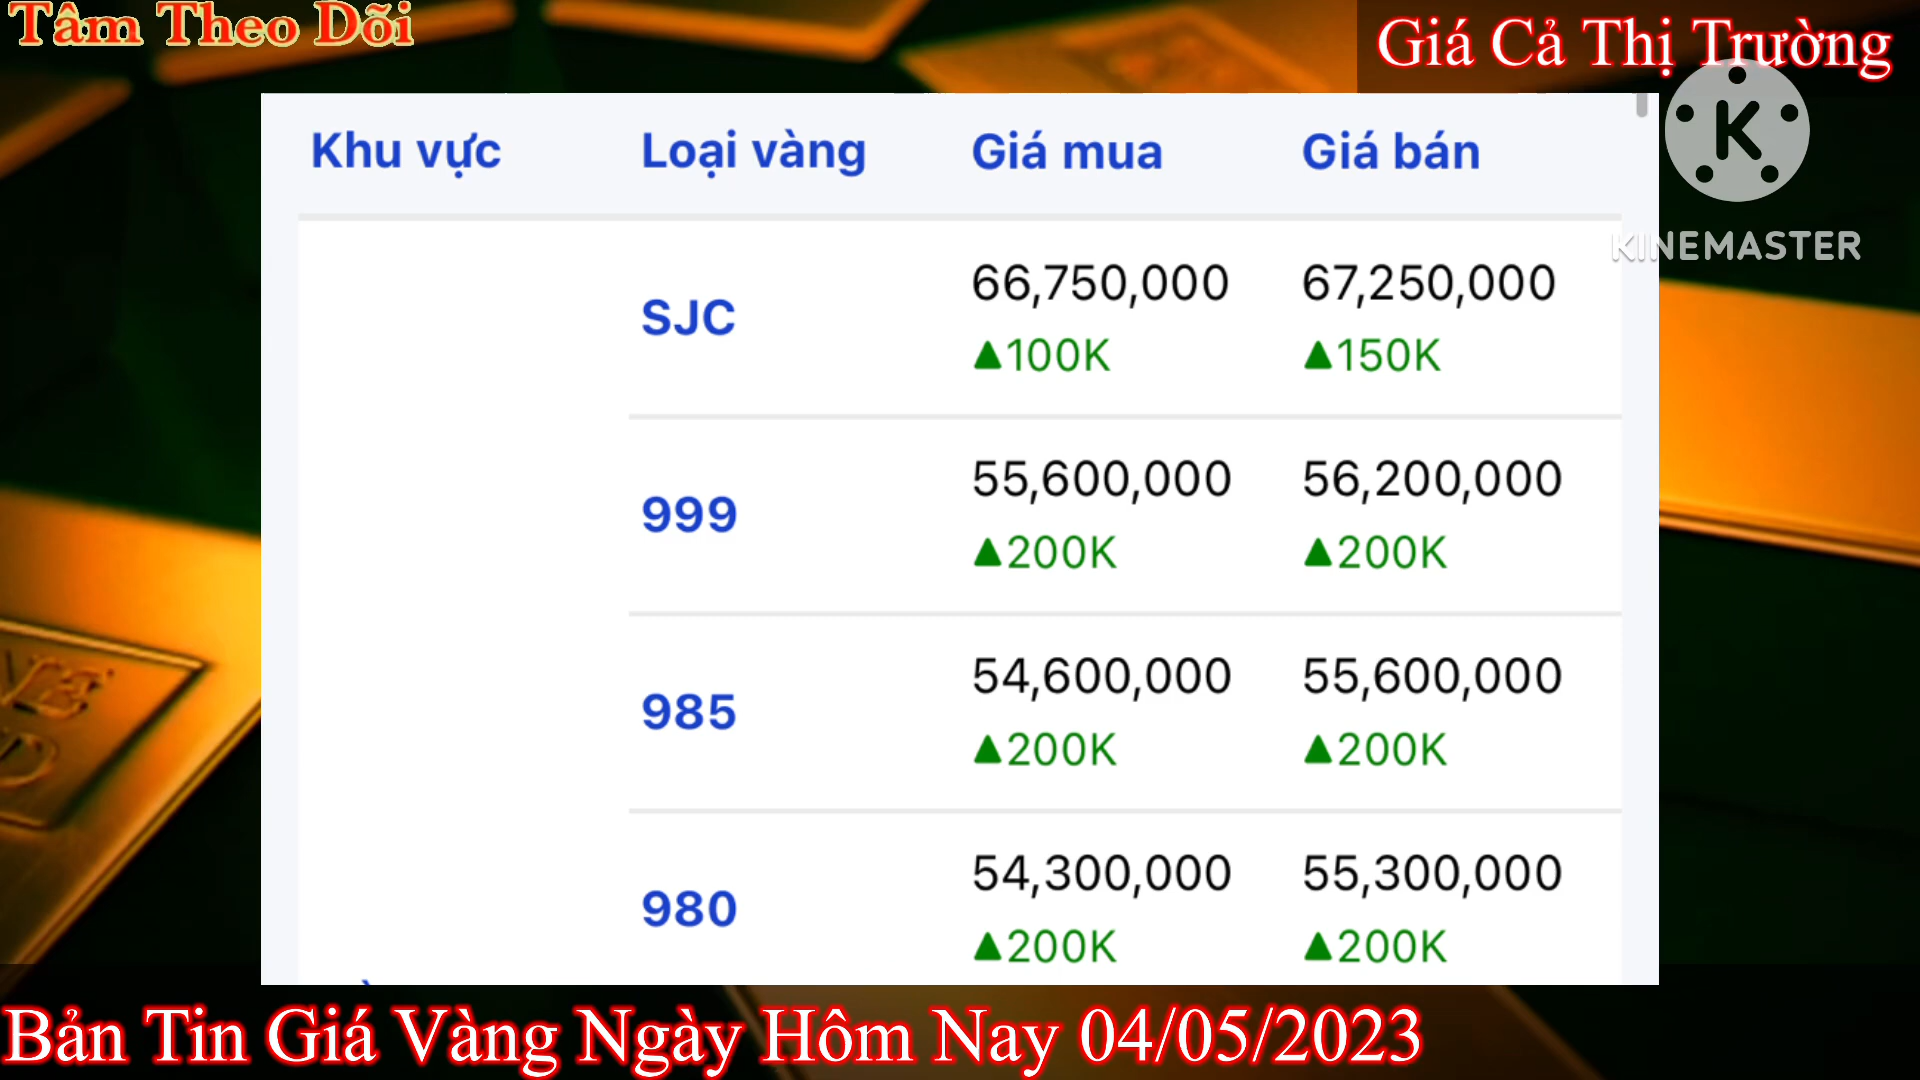 Tâm Theo Dõi
Giá Cả Thị Trường
K
KINEMASTER
Khu vực Loại vàng Giá mua Giá bán
SJC 66,750,000 67,250,000
▲100K ▲150K
999 55,600,000 56,200,000
▲200K ▲200K
985 54,600,000 55,600,000
▲200K ▲200K
980 54,300,000 55,300,000
▲200K ▲200K
Bản Tin Giá Vàng Ngày Hôm Nay 04/05/2023